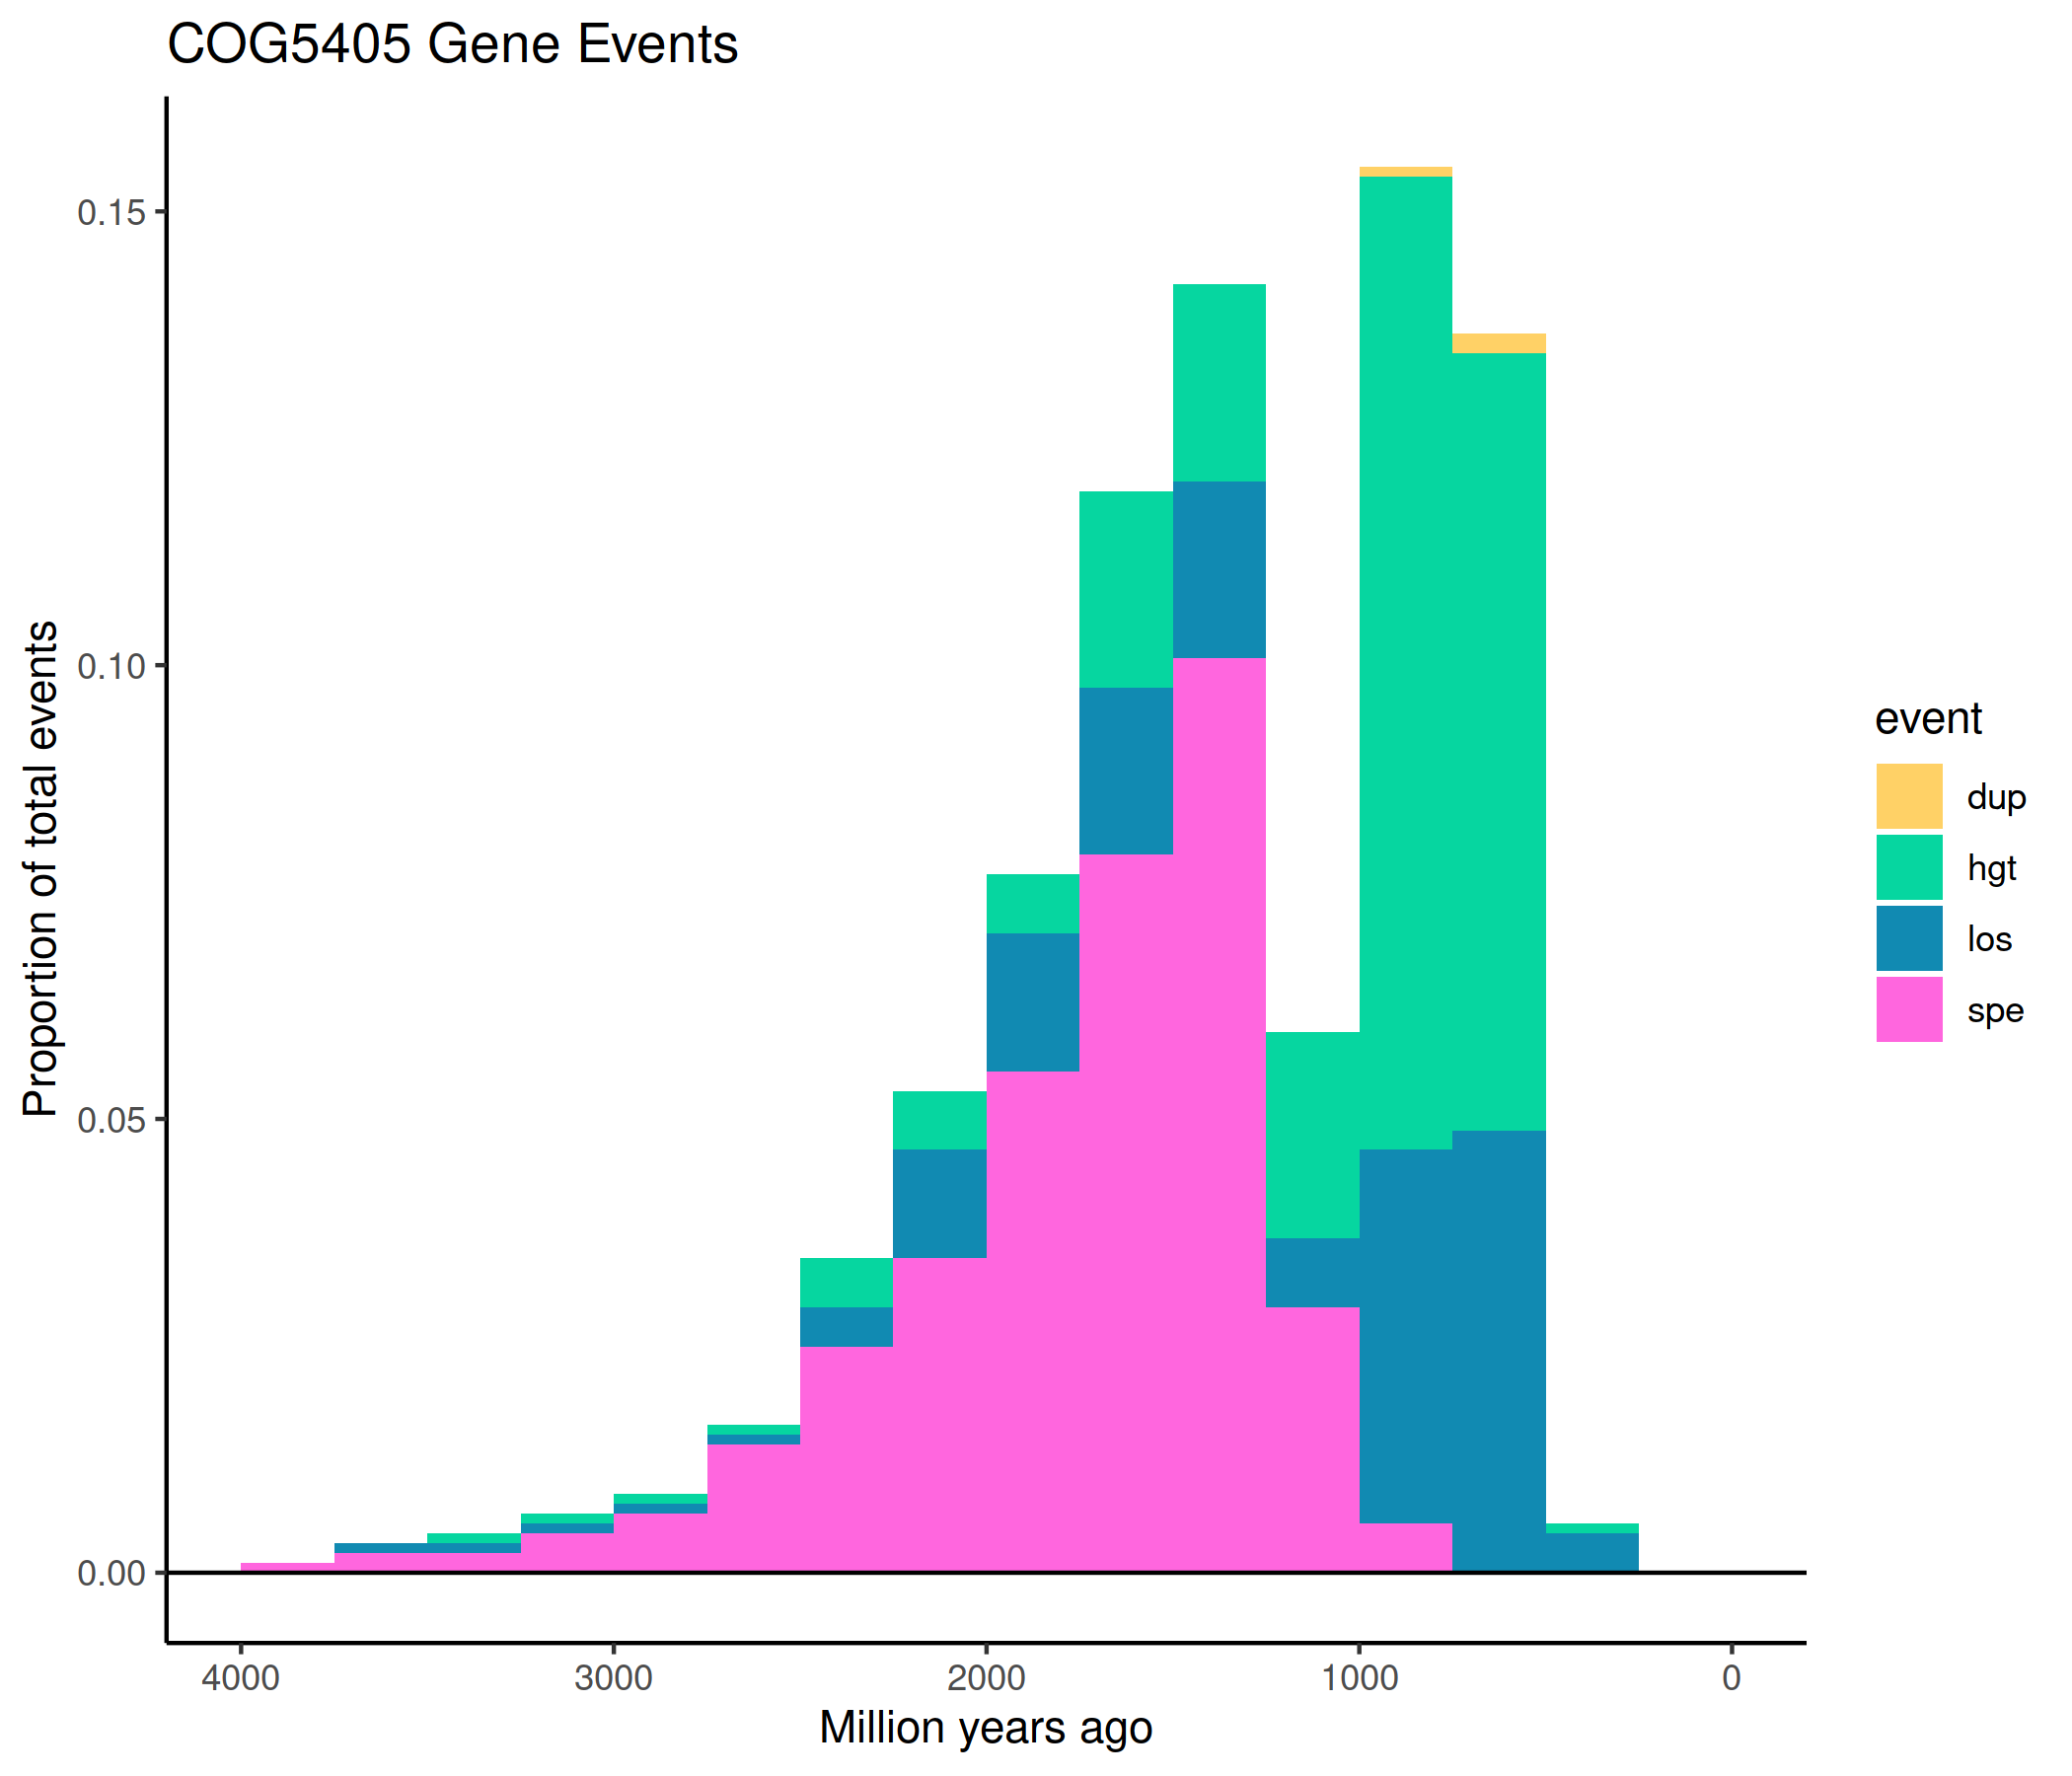 COG5405 Gene Events
Proportion of total events
0.15
0.10
0.05
0.00
4000 3000 2000 1000 0
Million years ago
event
dup
hgt
los
spe